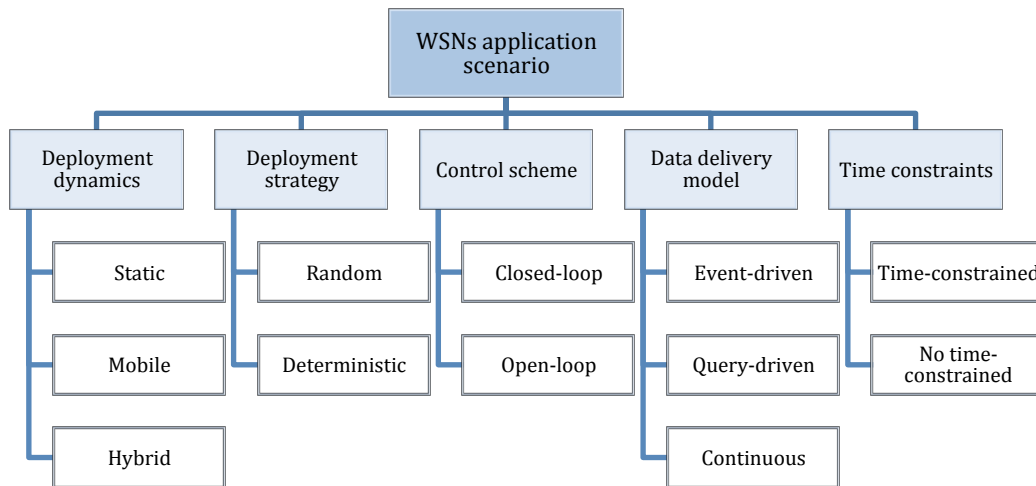 WSNs application
scenario
Deployment
dynamics
Deployment
strategy
Control scheme
Data delivery
model
Time constraints
Static
Random
Closed-loop
Event-driven
Time-constrained
Mobile
Deterministic
Open-loop
Query-driven
No time-
constrained
Hybrid
Continuous